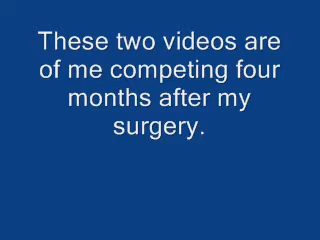 These two videos are
of me competing four
months after my
surgery.